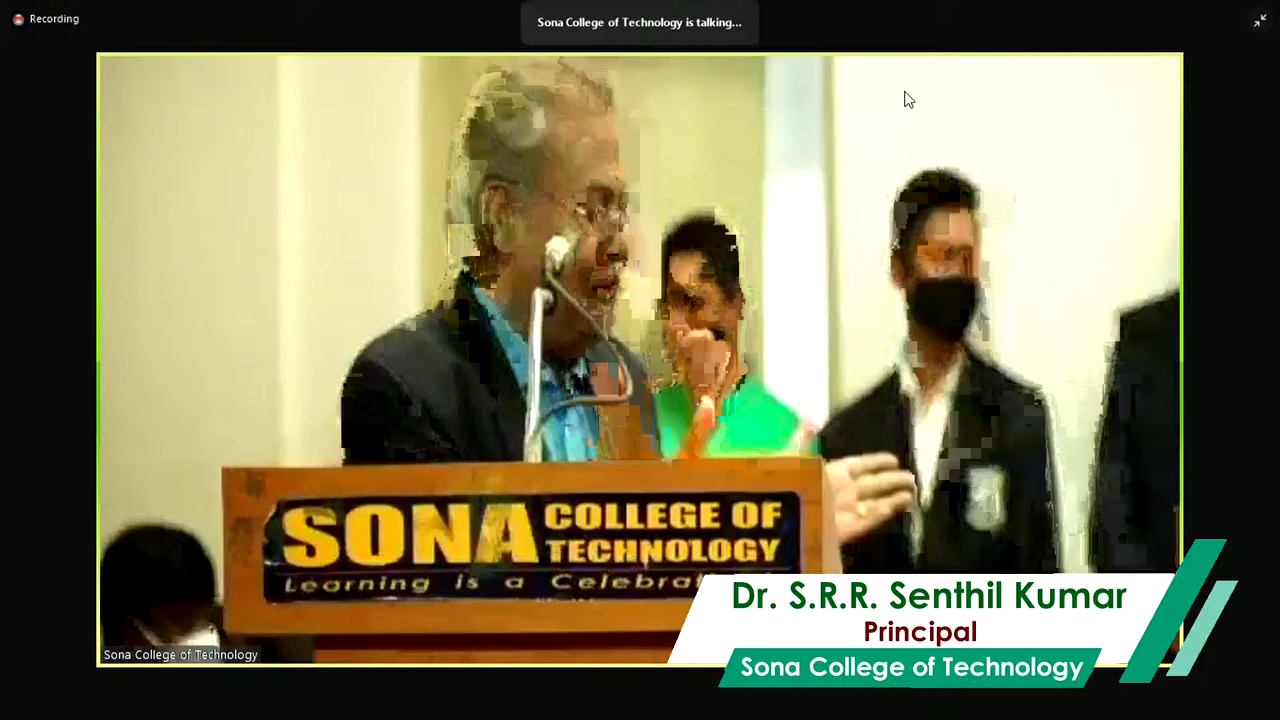 Recording
Sona College of Technology is talking...
SONA COLLEGE OF
TECHNOLOGY
Learning is a
Dr. S.R.R. Senthil Kumar
Principal
Sona College of Technology
Sona College of Technology